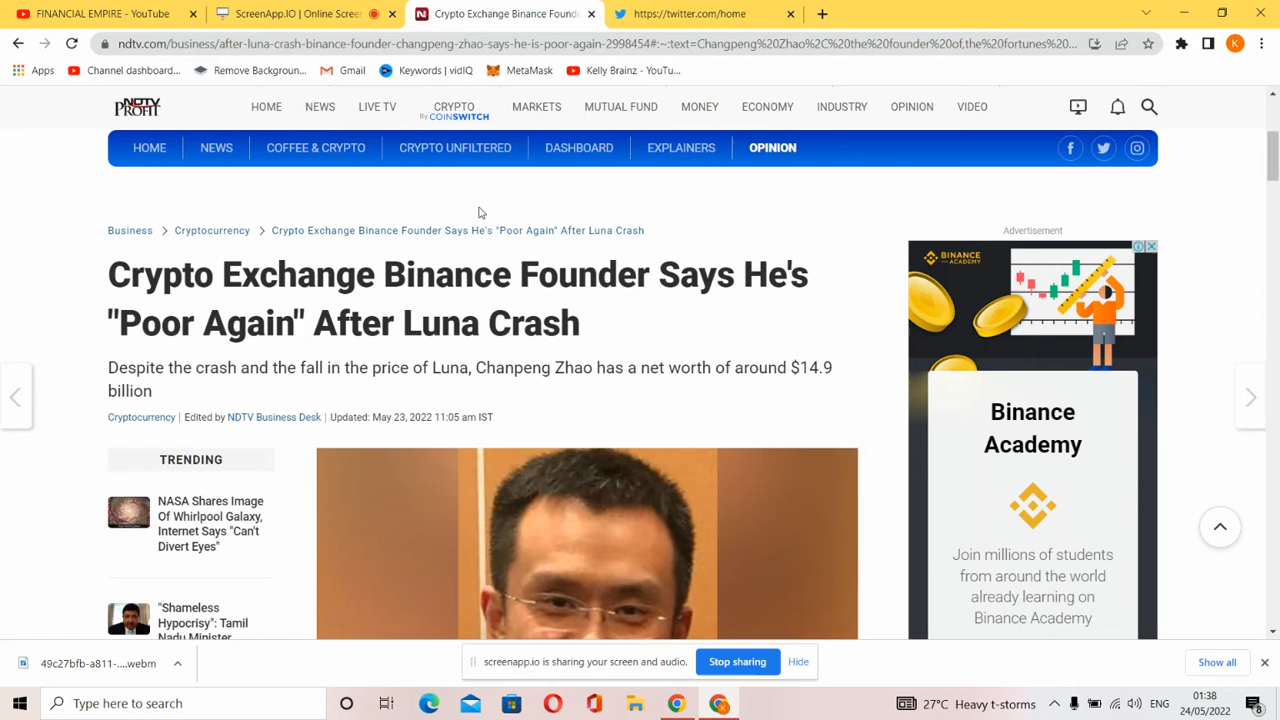 FINANCIAL EMPIRE - YouTube
ScreenApp.IO | Online Screen
Crypto Exchange Binance Founder
https://twitter.com/home
ndtv.com/business/after-luna-crash-binance-founder-changpeng-zhao-says-he-is-poor-again-2998454#:~:text=Changpeng%20Zhao%2C%20the%20founder%20of,the%20fortunes%20...
K
Apps
Channel dashboard...
Remove Backgroun...
Gmail
Keywords | vidIQ
MetaMask
Kelly Brainz - YouTu...
NDTV
PROFIT
HOME
NEWS
LIVE TV
CRYPTO
By COINSWITCH
MARKETS
MUTUAL FUND
MONEY
ECONOMY
INDUSTRY
OPINION
VIDEO
HOME
NEWS
COFFEE & CRYPTO
CRYPTO UNFILTERED
DASHBOARD
EXPLAINERS
OPINION
Business > Cryptocurrency > Crypto Exchange Binance Founder Says He's "Poor Again" After Luna Crash
Crypto Exchange Binance Founder Says He's
"Poor Again" After Luna Crash
Despite the crash and the fall in the price of Luna, Chanpeng Zhao has a net worth of around $14.9
billion
Cryptocurrency | Edited by NDTV Business Desk | Updated: May 23, 2022 11:05 am IST
TRENDING
NASA Shares Image
Of Whirlpool Galaxy,
Internet Says "Can't
Divert Eyes"
"Shameless
Hypocrisy": Tamil
Nadu Minister
Advertisement
BINANCE
ACADEMY
Binance
Academy
Join millions of students
from around the world
already learning on
Binance Academy
49c27bfb-a811-....webm
screenapp.io is sharing your screen and audio.
Stop sharing
Hide
Show all
Type here to search
27°C Heavy t-storms
ENG
01:38
24/05/2022
8